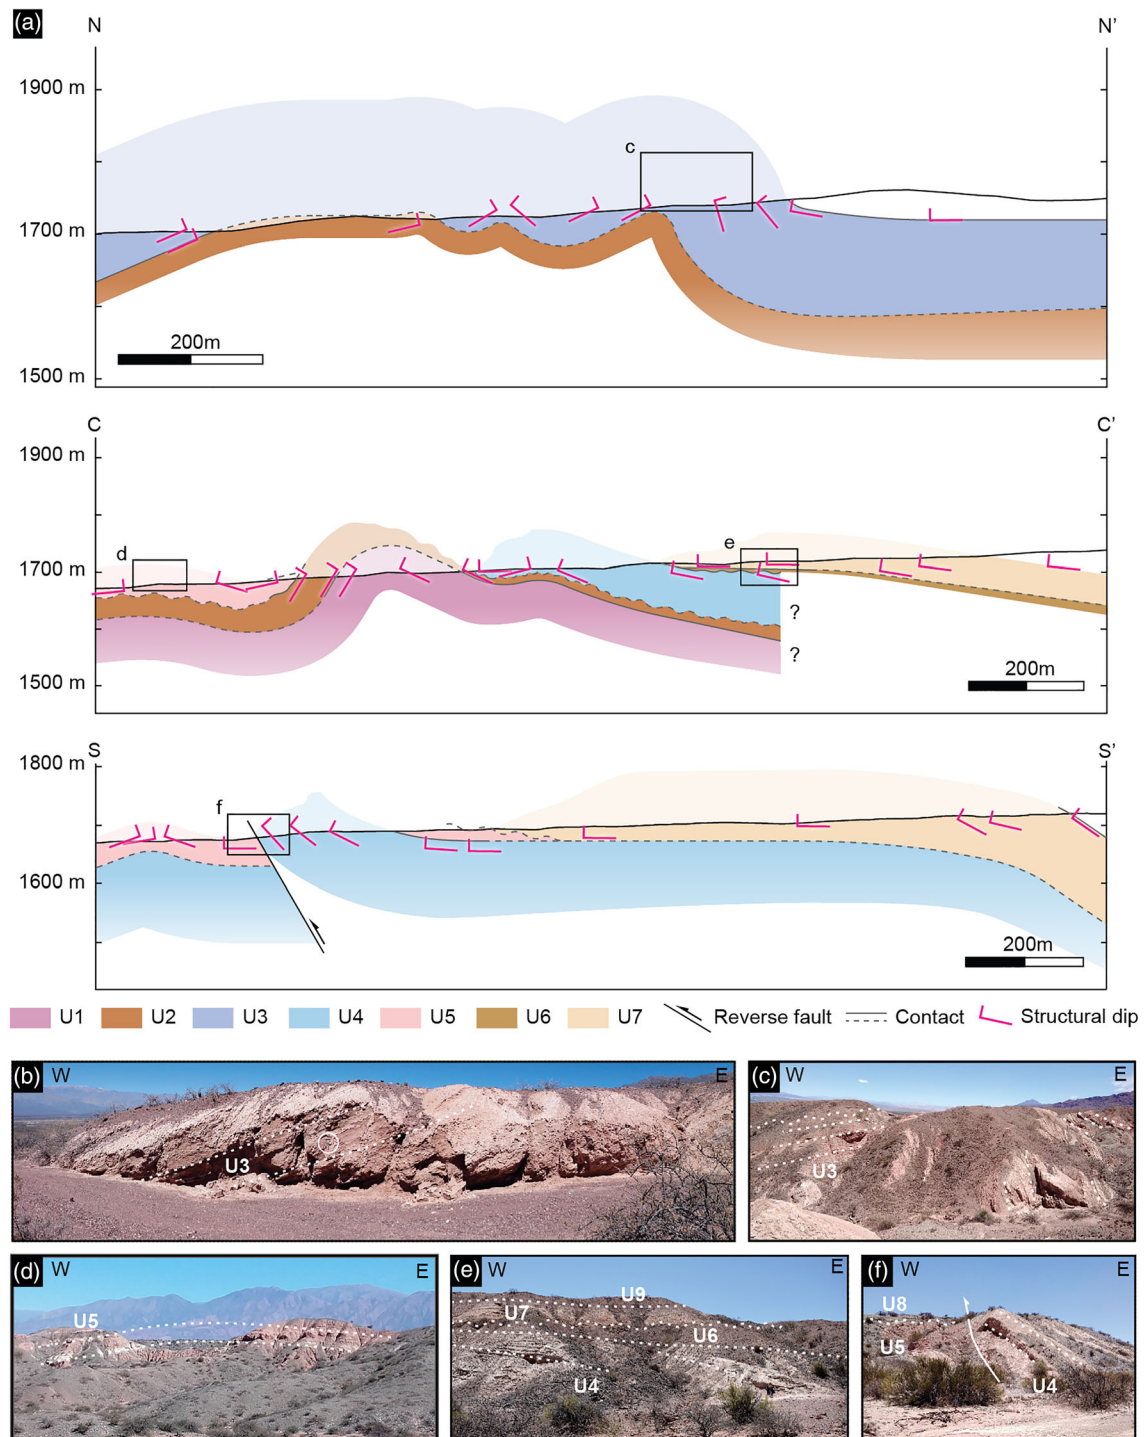 (a)
N N'
1900 m
c
1700 m
200m
1500 m
C C'
1900 m
d e
1700 m
?
?
200m
1500 m
S S'
1800 m
f
1600 m
200m
U1 U2 U3 U4 U5 U6 U7 Reverse fault Contact Structural dip
(b) W E
U3
(c) W E
U3
(d) W E
U5
(e) W E
U9
U7
U6
U4
(f) W E
U8
U5
U4